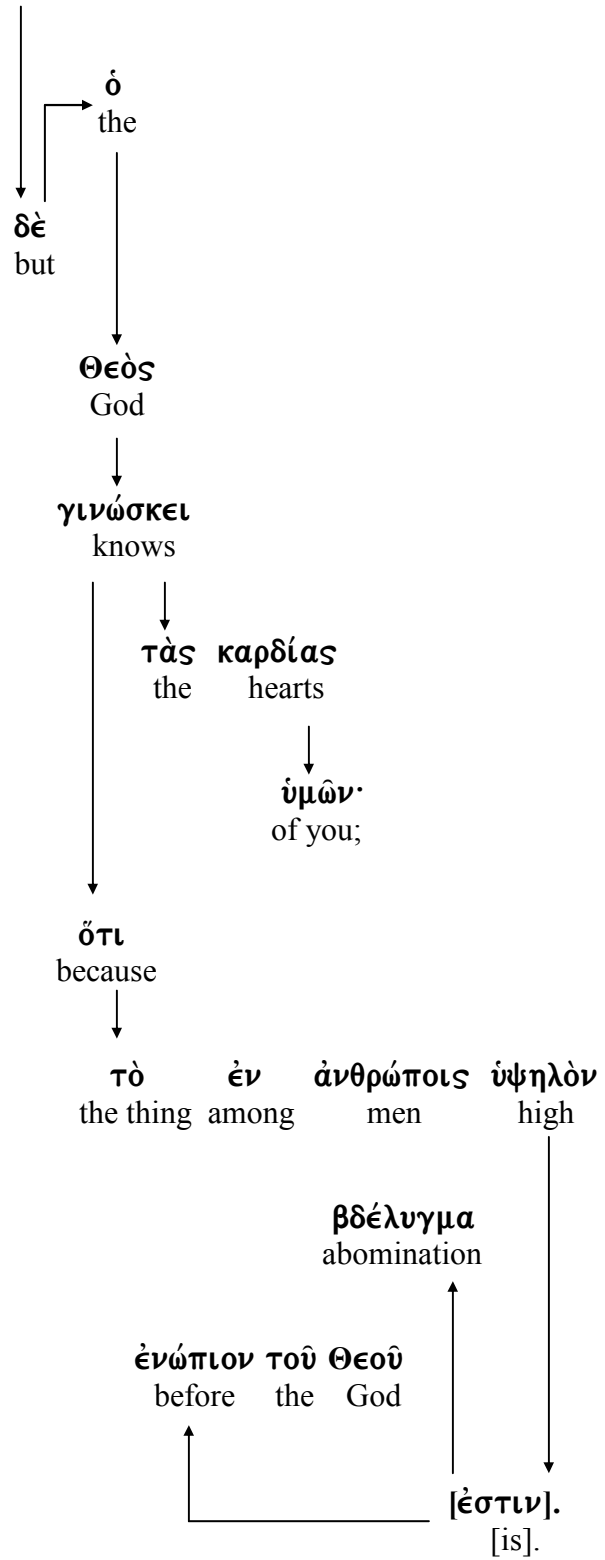 ὁ
the
δὲ
but
Θεὸς
God
γινώσκει
knows
τὰς καρδίας
the hearts
ὑμῶν·
of you;
ὅτι
because
τὸ ἐν ἀνθρώποις ὑψηλὸν
the thing among men high
βδέλυγμα
abomination
ἐνώπιον τοῦ Θεοῦ
before the God
[ἐστιν].
[is].